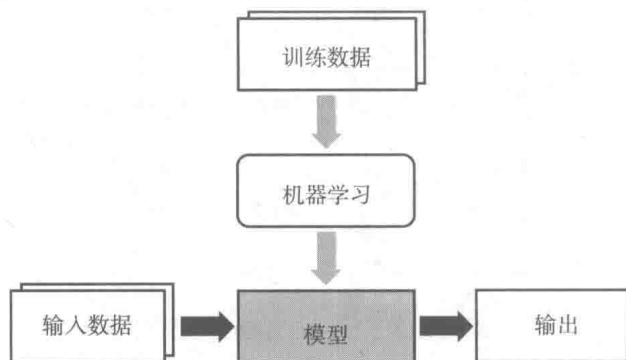 训练数据
机器学习
输入数据
模型
输出